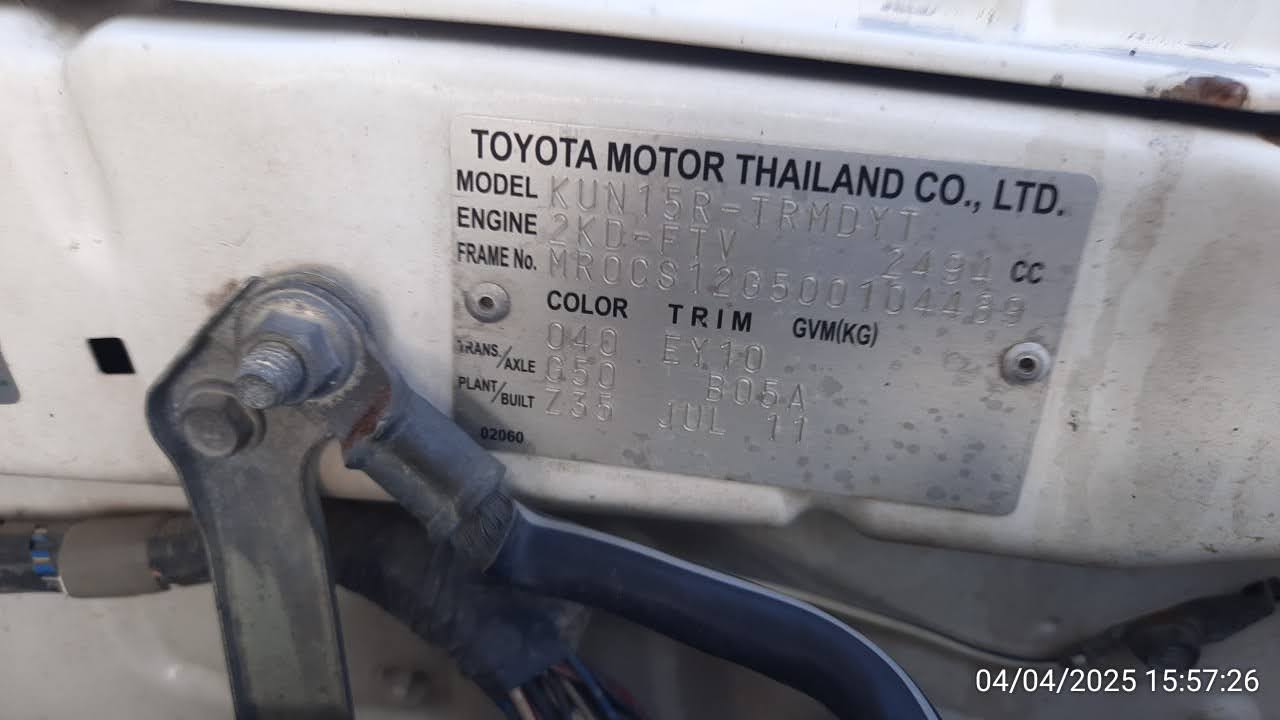 TOYOTA MOTOR THAILAND CO., LTD.
MODEL KUN15R-TRMDYT
ENGINE 2KD-FTV 2494 CC
FRAME No. MR0CS12G500104439
COLOR TRIM GVM(KG)
040 EY10
TRANS./AXLE G50 B05A
PLANT/BUILT Z35 JUL 11
02060
04/04/2025 15:57:26